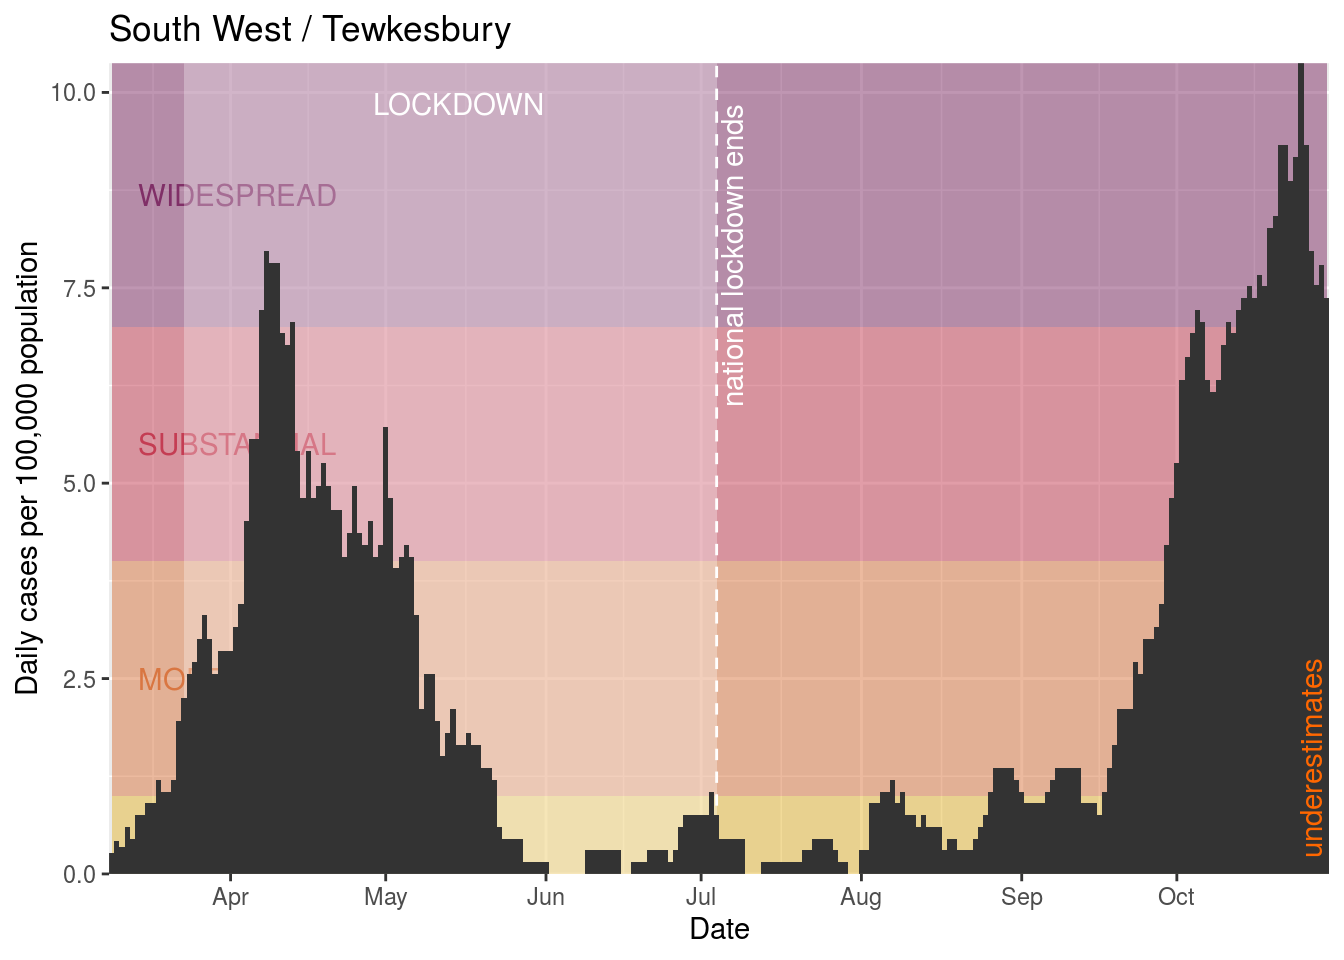 South West / Tewkesbury
Daily cases per 100,000 population
10.0
7.5
5.0
2.5
0.0
LOCKDOWN
WIDESPREAD
national lockdown ends
underestimates
Apr
May
Jun
Jul
Aug
Sep
Oct
Date